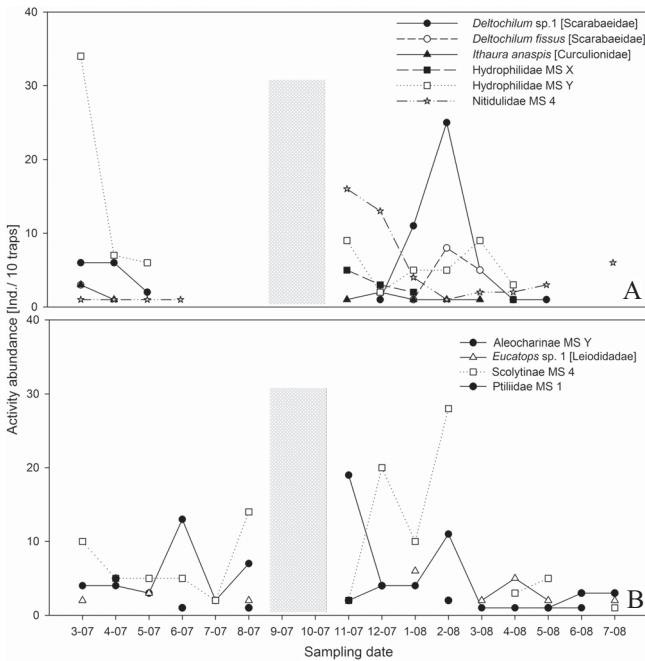 Deltochilum sp.1 [Scarabaeidae]
Deltochilum fissus [Scarabaeidae]
Ithaura anaspis [Curculionidae]
Hydrophilidae MS X
Hydrophilidae MS Y
Nitidulidae MS 4
40
30
20
10
0
A
Activity abundance [Ind./ 10 traps]
Aleocharinae MS Y
Eucatops sp. 1 [Leiodidadae]
Scolytinae MS 4
Ptiliidae MS 1
40
30
20
10
0
B
3-07 4-07 5-07 6-07 7-07 8-07 9-07 10-07 11-07 12-07 1-08 2-08 3-08 4-08 5-08 6-08 7-08
Sampling date